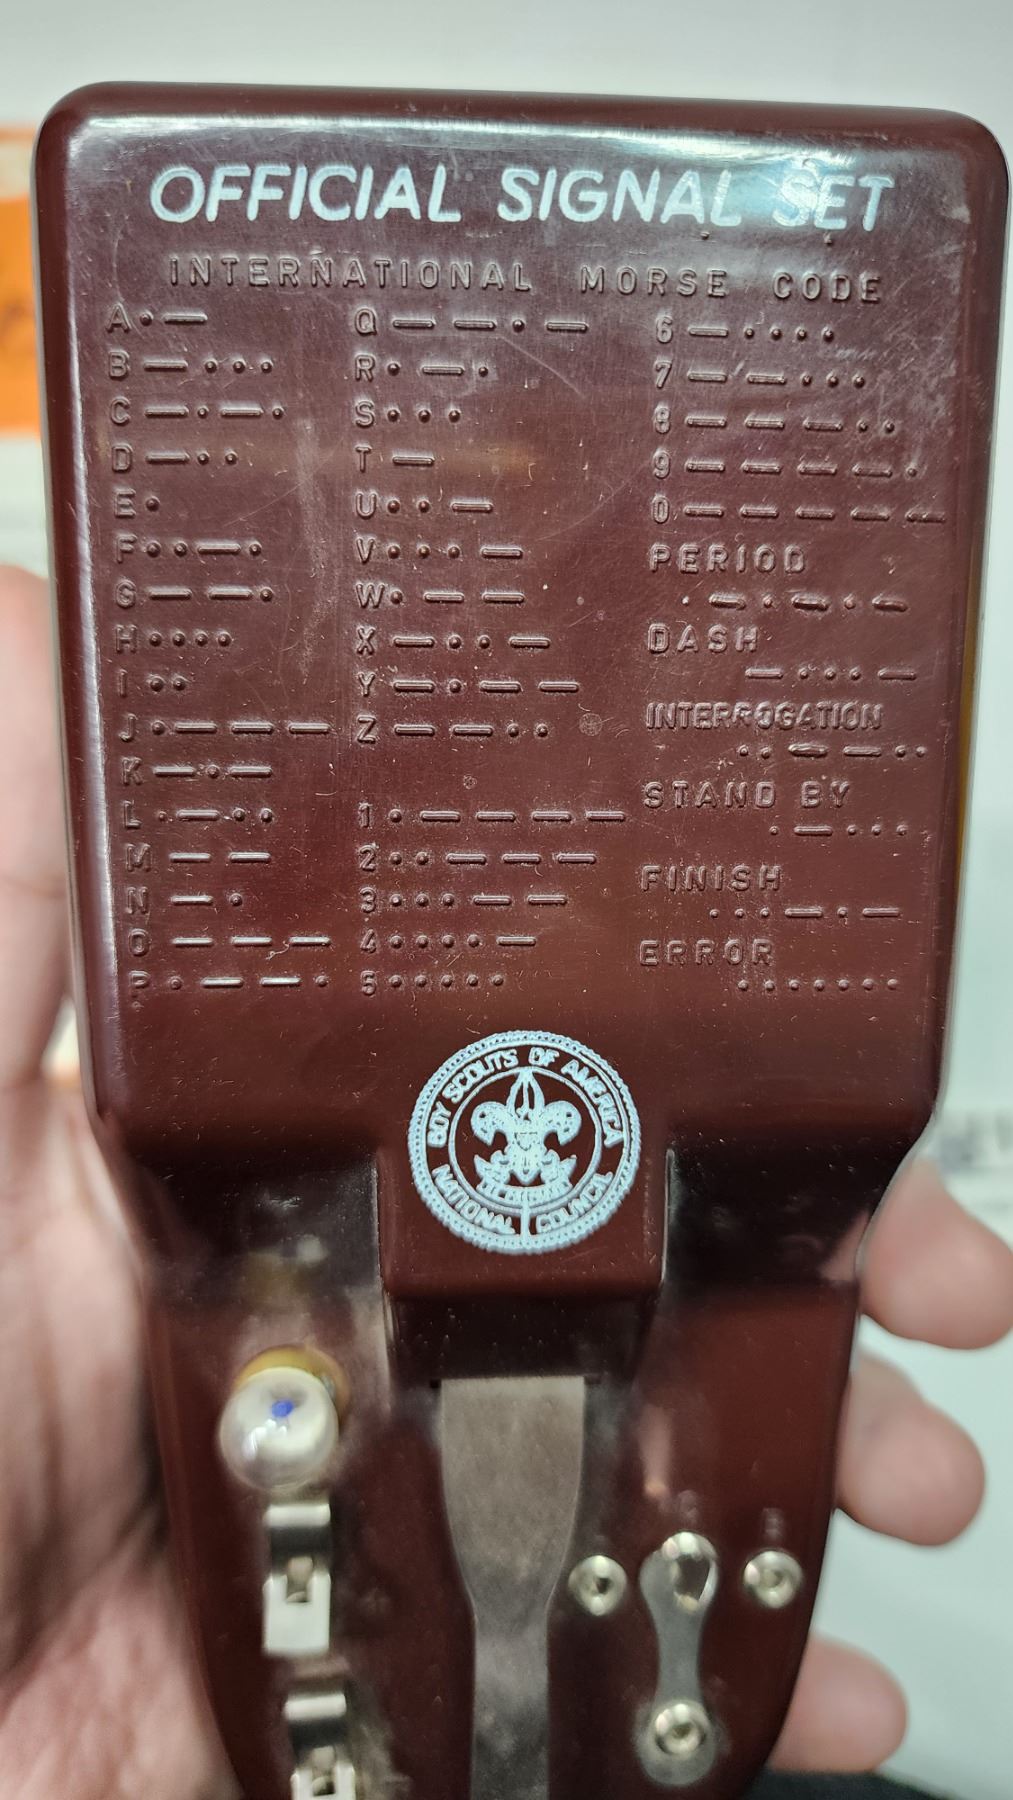 OFFICIAL SIGNAL SET
INTERNATIONAL MORSE CODE
A · —
B — · · ·
C — · — ·
D — · ·
E ·
F · · — ·
G — — ·
H · · · ·
I · ·
J · — — —
K — · —
L · — · ·
M — —
N — ·
O — — —
P · — — ·
Q — — · —
R · — ·
S · · ·
T —
U · · —
V · · · —
W · — —
X — · · —
Y — · — —
Z — — · ·
1 · — — — —
2 · · — — —
3 · · · — —
4 · · · · —
5 · · · · ·
6 — · · · ·
7 — — · · ·
8 — — — · ·
9 — — — — ·
0 — — — — —
PERIOD
· — · — · —
DASH
— · · · —
INTERROGATION
· · — — · ·
STAND BY
· — · · ·
FINISH
· · · — · —
ERROR
· · · · · · ·
BOY SCOUTS OF AMERICA
NATIONAL COUNCIL